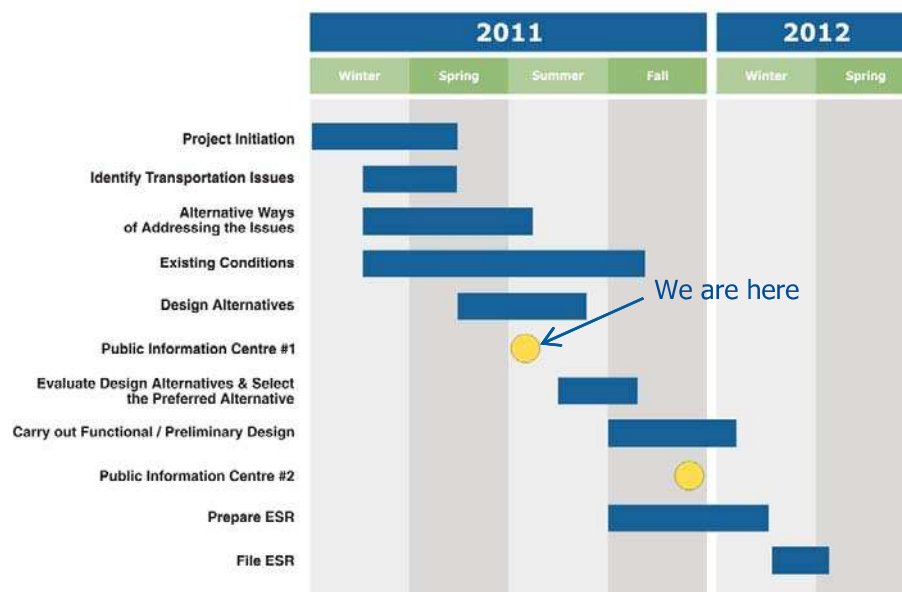 2011 2012
Winter Spring Summer Fall Winter Spring
Project Initiation
Identify Transportation Issues
Alternative Ways
of Addressing the Issues
Existing Conditions
Design Alternatives
We are here
Public Information Centre #1
Evaluate Design Alternatives & Select
the Preferred Alternative
Carry out Functional / Preliminary Design
Public Information Centre #2
Prepare ESR
File ESR